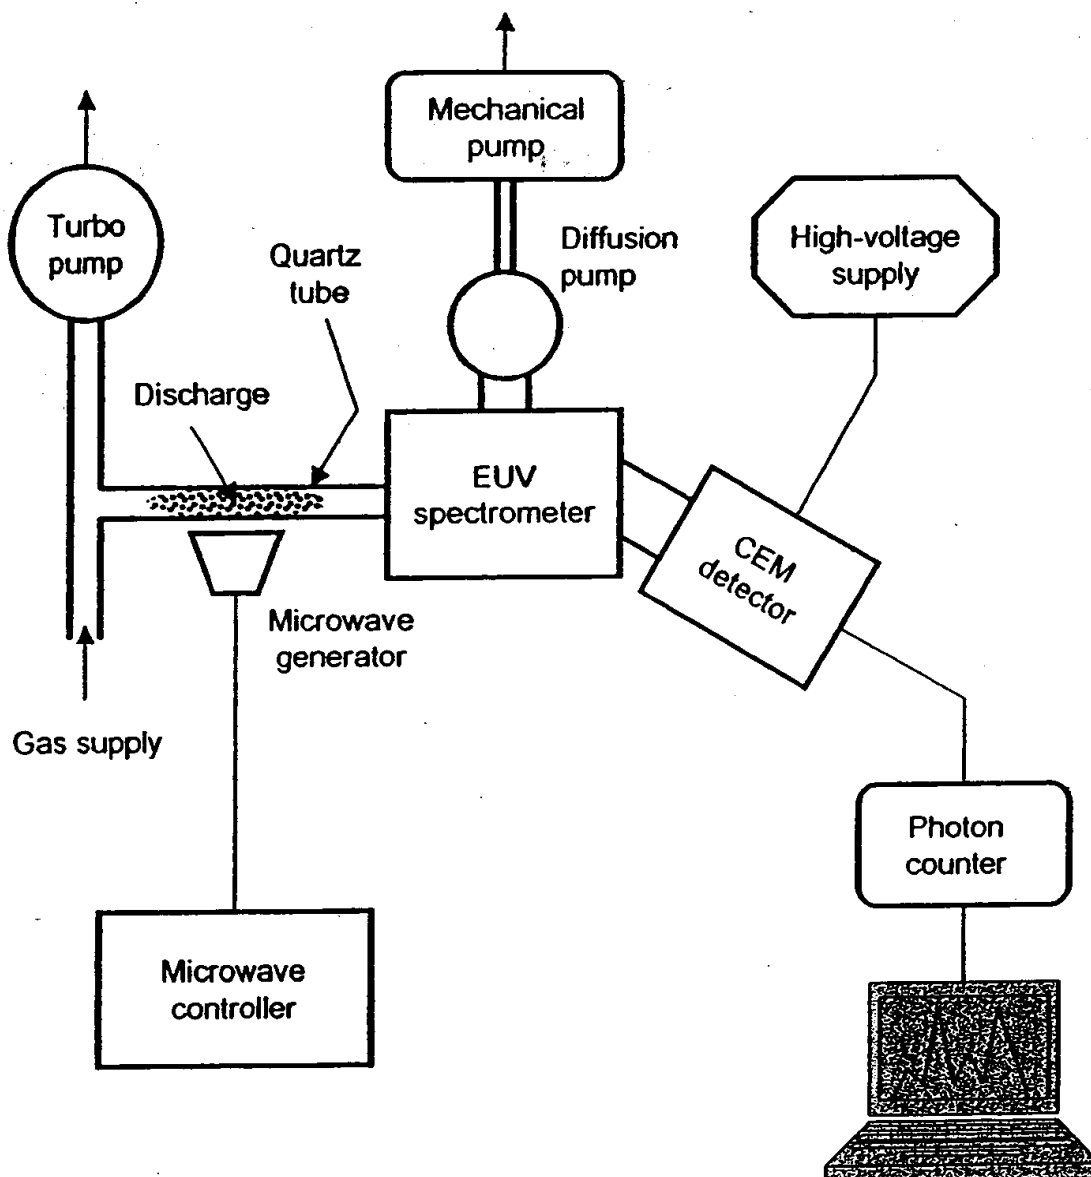 Mechanical
pump
Turbo
pump
Quartz
tube
Diffusion
pump
High-voltage
supply
Discharge
EUV
spectrometer
CEM
detector
Microwave
generator
Gas supply
Photon
counter
Microwave
controller